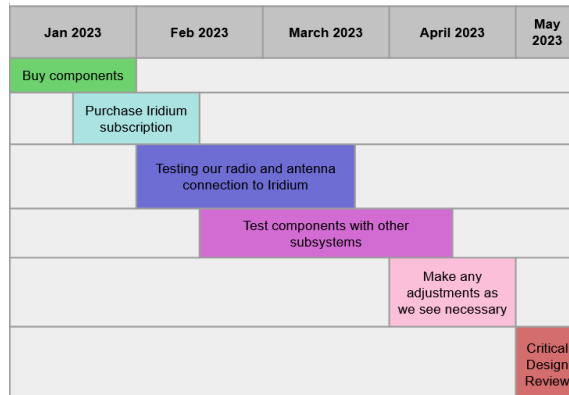 Jan 2023
Feb 2023
March 2023
April 2023
May
2023
Buy components
Purchase Iridium
subscription
Testing our radio and antenna
connection to Iridium
Test components with other
subsystems
Make any
adjustments as
we see necessary
Critical
Design
Review